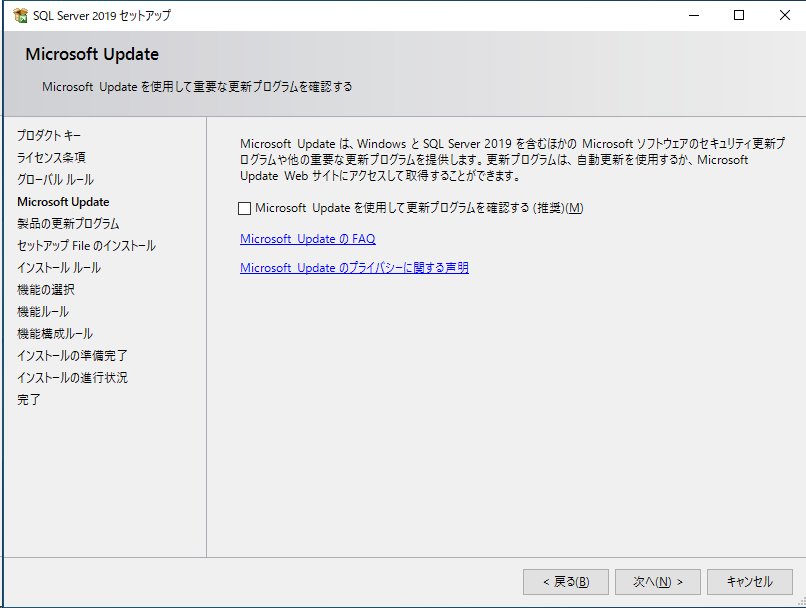 SQL Server 2019 セットアップ
Microsoft Update
Microsoft Update を使用して重要な更新プログラムを確認する
プロダクト キー
ライセンス条項
グローバル ルール
Microsoft Update
製品の更新プログラム
セットアップ File のインストール
インストール ルール
機能の選択
機能ルール
機能構成ルール
インストールの準備完了
インストールの進行状況
完了
Microsoft Update は、Windows と SQL Server 2019 を含むほかの Microsoft ソフトウェアのセキュリティ更新プ
ログラムや他の重要な更新プログラムを提供します。更新プログラムは、自動更新を使用するか、Microsoft
Update Web サイトにアクセスして取得することができます。
Microsoft Update を使用して更新プログラムを確認する (推奨)(M)
Microsoft Update の FAQ
Microsoft Update のプライバシーに関する声明
< 戻る(B)
次へ(N) >
キャンセル